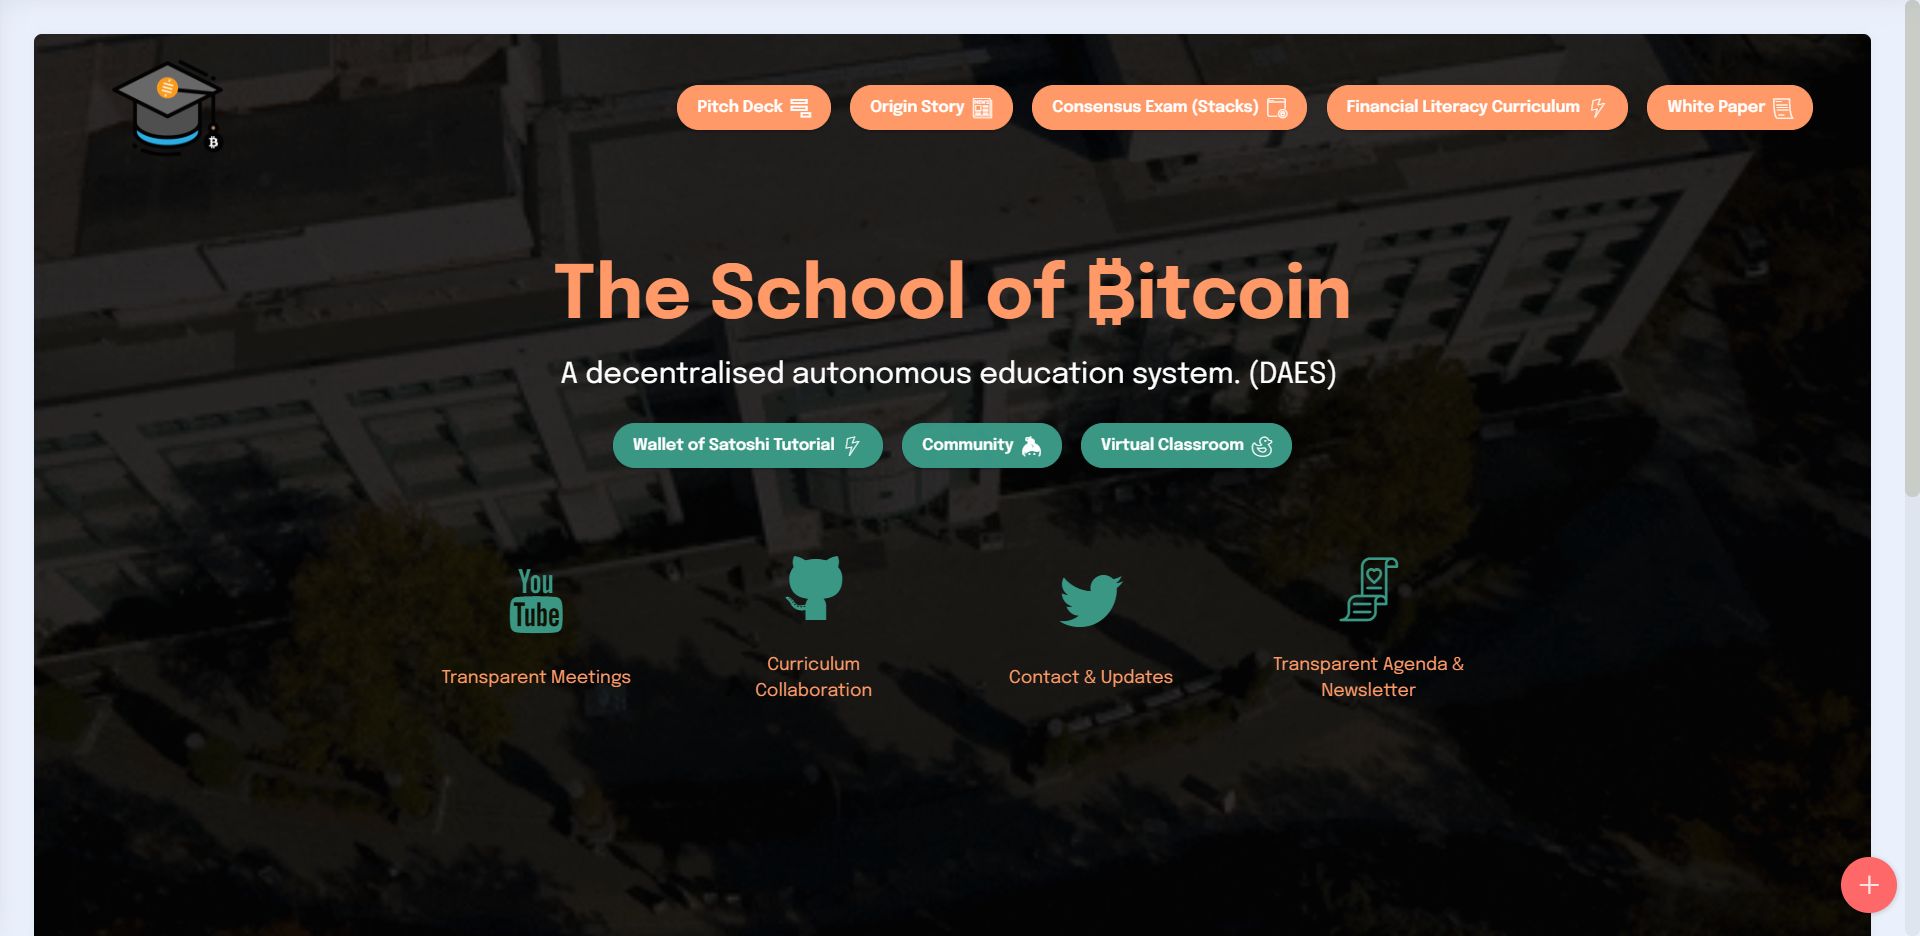 Pitch Deck
Origin Story
Consensus Exam (Stacks)
Financial Literacy Curriculum
White Paper
The School of ₿itcoin
A decentralised autonomous education system. (DAES)
Wallet of Satoshi Tutorial
Community
Virtual Classroom
You
Tube
Transparent Meetings
Curriculum
Collaboration
Contact & Updates
Transparent Agenda &
Newsletter